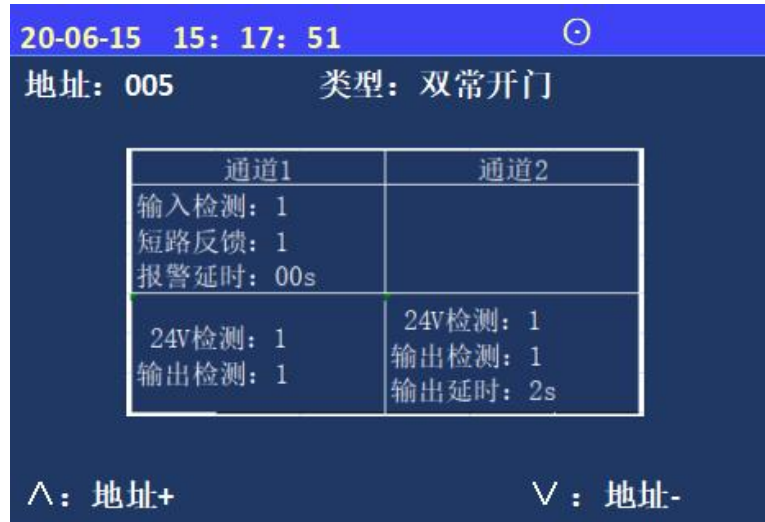 20-06-15 15：17：51
地址：005 类型：双常开门
通道1 通道2
输入检测：1
短路反馈：1
报警延时：00s
24V检测：1
输出检测：1
24V检测：1
输出检测：1
输出延时：2s
∧：地址+ ∨：地址-